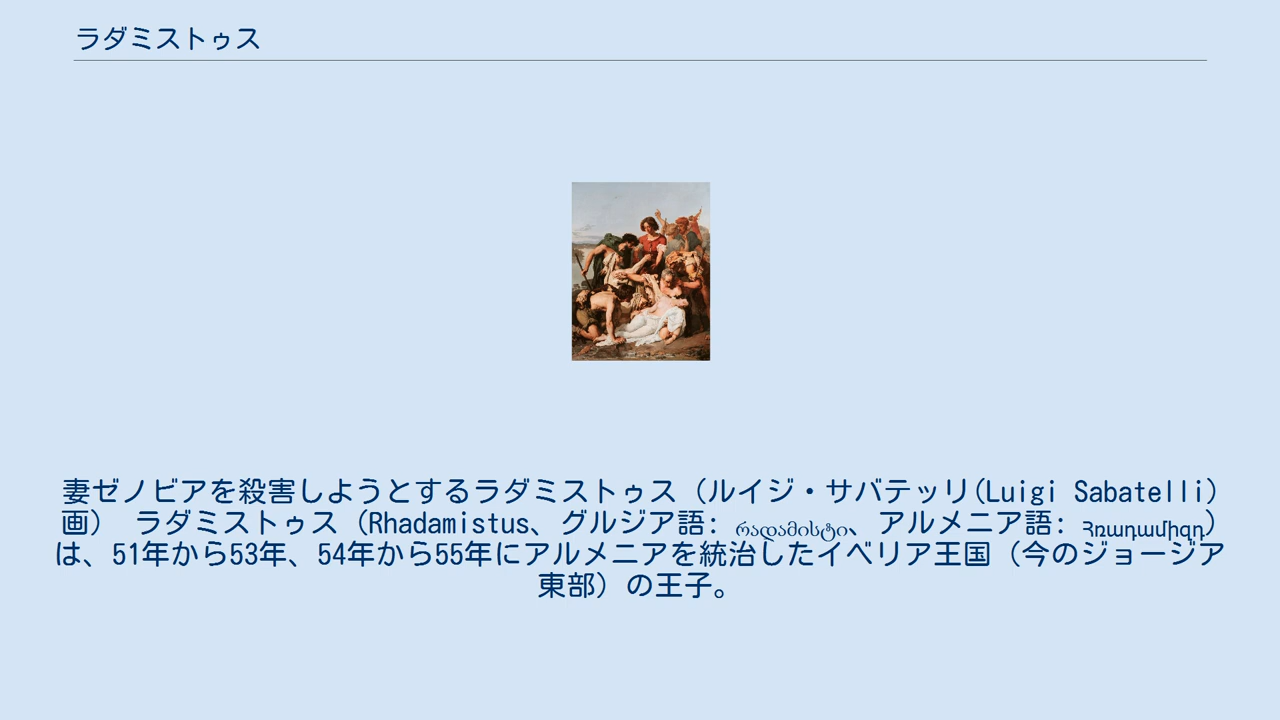 ラダミストゥス
妻ゼノビアを殺害しようとするラダミストゥス（ルイジ・サバテッリ(Luigi Sabatelli)
画） ラダミストゥス（Rhadamistus、グルジア語: რადამისტი、アルメニア語: Հռադամիզդ）
は、51年から53年、54年から55年にアルメニアを統治したイベリア王国（今のジョージア
東部）の王子。